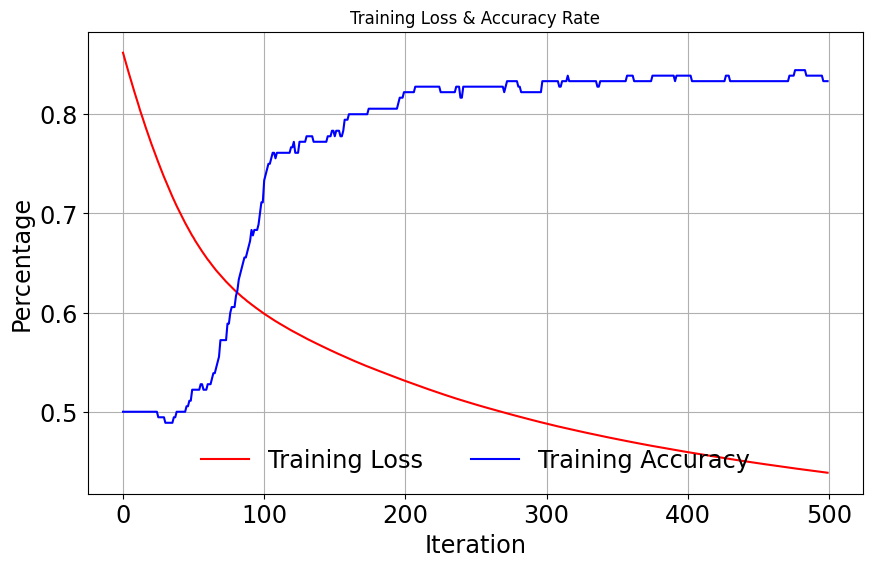 Training Loss & Accuracy Rate
Percentage
0.8
0.7
0.6
0.5
Training Loss
Training Accuracy
0
100
200
300
400
500
Iteration